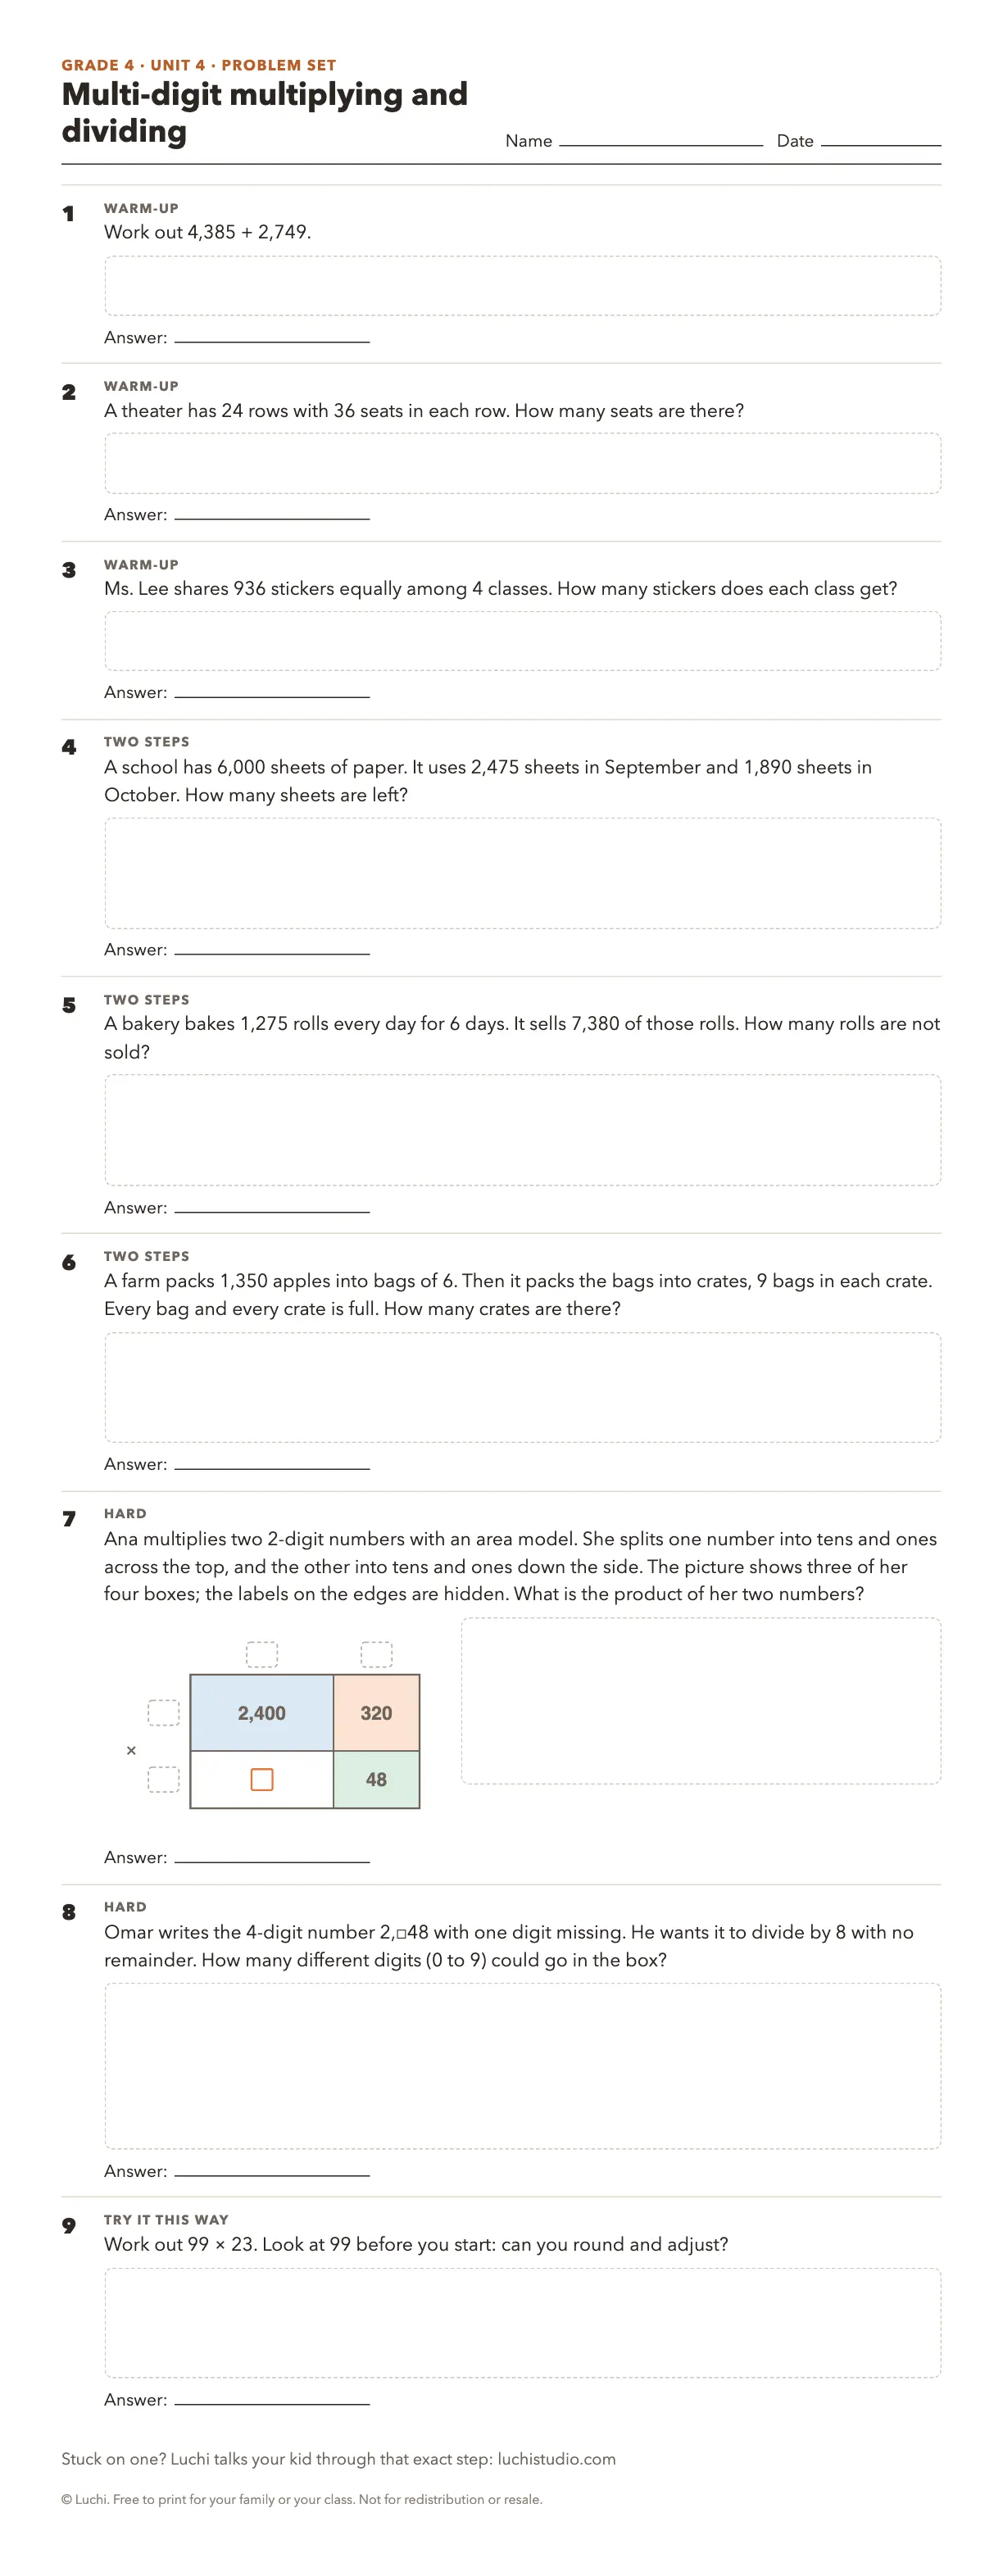 GRADE 4 · UNIT 4 · PROBLEM SET
Multi-digit multiplying and
dividing
Name
Date
1
WARM-UP
Work out 4,385 + 2,749.
Answer:
2
WARM-UP
A theater has 24 rows with 36 seats in each row. How many seats are there?
Answer:
3
WARM-UP
Ms. Lee shares 936 stickers equally among 4 classes. How many stickers does each class get?
Answer:
4
TWO STEPS
A school has 6,000 sheets of paper. It uses 2,475 sheets in September and 1,890 sheets in
October. How many sheets are left?
Answer:
5
TWO STEPS
A bakery bakes 1,275 rolls every day for 6 days. It sells 7,380 of those rolls. How many rolls are not
sold?
Answer:
6
TWO STEPS
A farm packs 1,350 apples into bags of 6. Then it packs the bags into crates, 9 bags in each crate.
Every bag and every crate is full. How many crates are there?
Answer:
7
HARD
Ana multiplies two 2-digit numbers with an area model. She splits one number into tens and ones
across the top, and the other into tens and ones down the side. The picture shows three of her
four boxes; the labels on the edges are hidden. What is the product of her two numbers?
2,400
320
×
48
Answer:
8
HARD
Omar writes the 4-digit number 2,□48 with one digit missing. He wants it to divide by 8 with no
remainder. How many different digits (0 to 9) could go in the box?
Answer:
9
TRY IT THIS WAY
Work out 99 × 23. Look at 99 before you start: can you round and adjust?
Answer:
Stuck on one? Luchi talks your kid through that exact step: luchistudio.com
© Luchi. Free to print for your family or your class. Not for redistribution or resale.